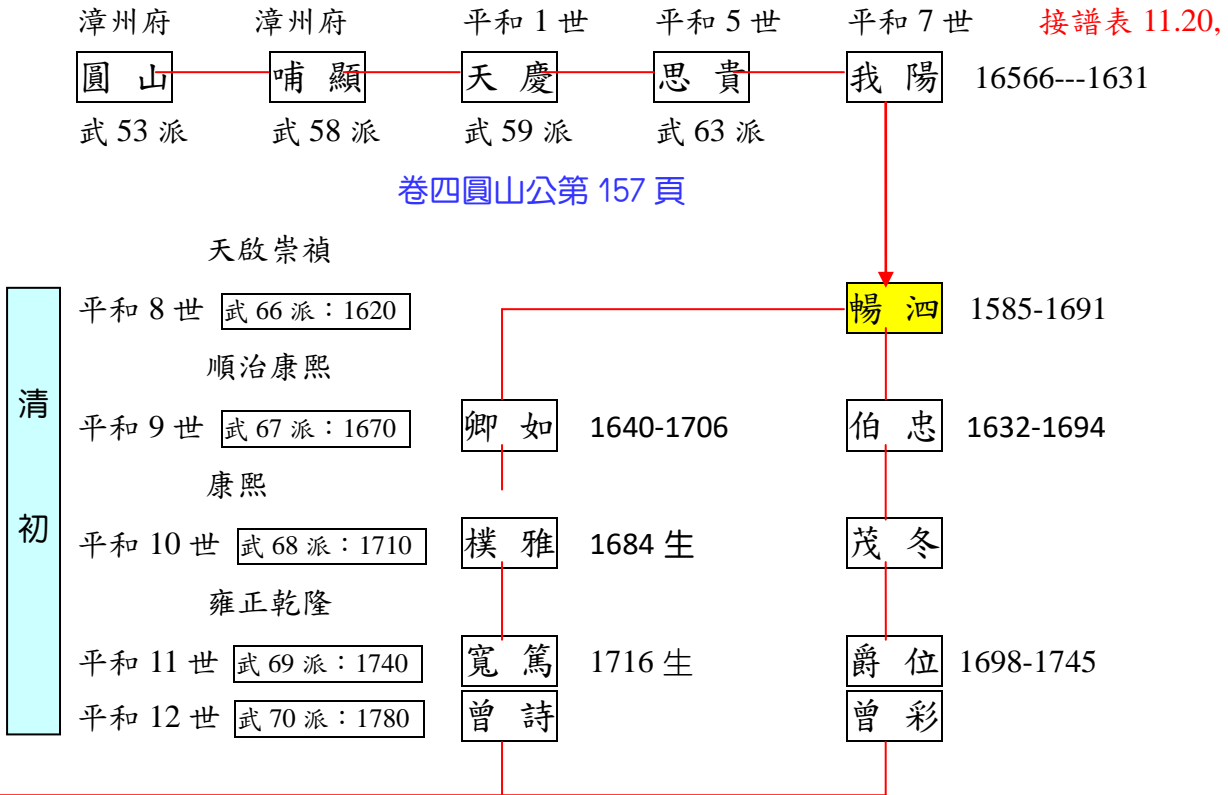 漳州府 漳州府 平和 1 世 平和 5 世 平和 7 世 接譜表 11.20,
圓 山 哺 顯 天 慶 思 貴 我 陽 16566---1631
武 53 派 武 58 派 武 59 派 武 63 派
卷四圓山公第 157 頁
天啟崇禎
平和 8 世 武 66 派：1620 暢 泗 1585-1691
順治康熙
清
平和 9 世 武 67 派：1670 卿 如 1640-1706 伯 忠 1632-1694
康熙
初
平和 10 世 武 68 派：1710 樸 雅 1684 生 茂 冬
雍正乾隆
平和 11 世 武 69 派：1740 寬 篤 1716 生 爵 位 1698-1745
平和 12 世 武 70 派：1780 曾 詩 曾 彩